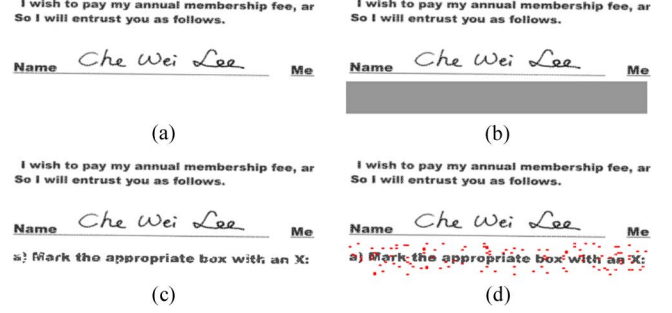 I wish to pay my annual membership fee, ar
So I will entrust you as follows.
Name Che Wei Lee Me
(a)
I wish to pay my annual membership fee, ar
So I will entrust you as follows.
Name Che Wei Lee Me
(b)
I wish to pay my annual membership fee, ar
So I will entrust you as follows.
Name Che Wei Lee Me
a) Mark the appropriate box with an X:
(c)
I wish to pay my annual membership fee, ar
So I will entrust you as follows.
Name Che Wei Lee Me
a) Mark the appropriate box with an X:
(d)